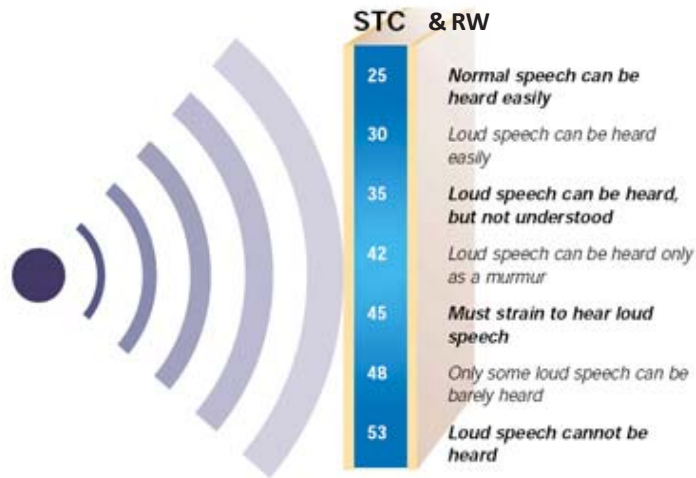 STC & RW
25 Normal speech can be
heard easily
30 Loud speech can be heard
easily
35 Loud speech can be heard,
but not understood
42 Loud speech can be heard only
as a murmur
45 Must strain to hear loud
speech
48 Only some loud speech can be
barely heard
53 Loud speech cannot be
heard